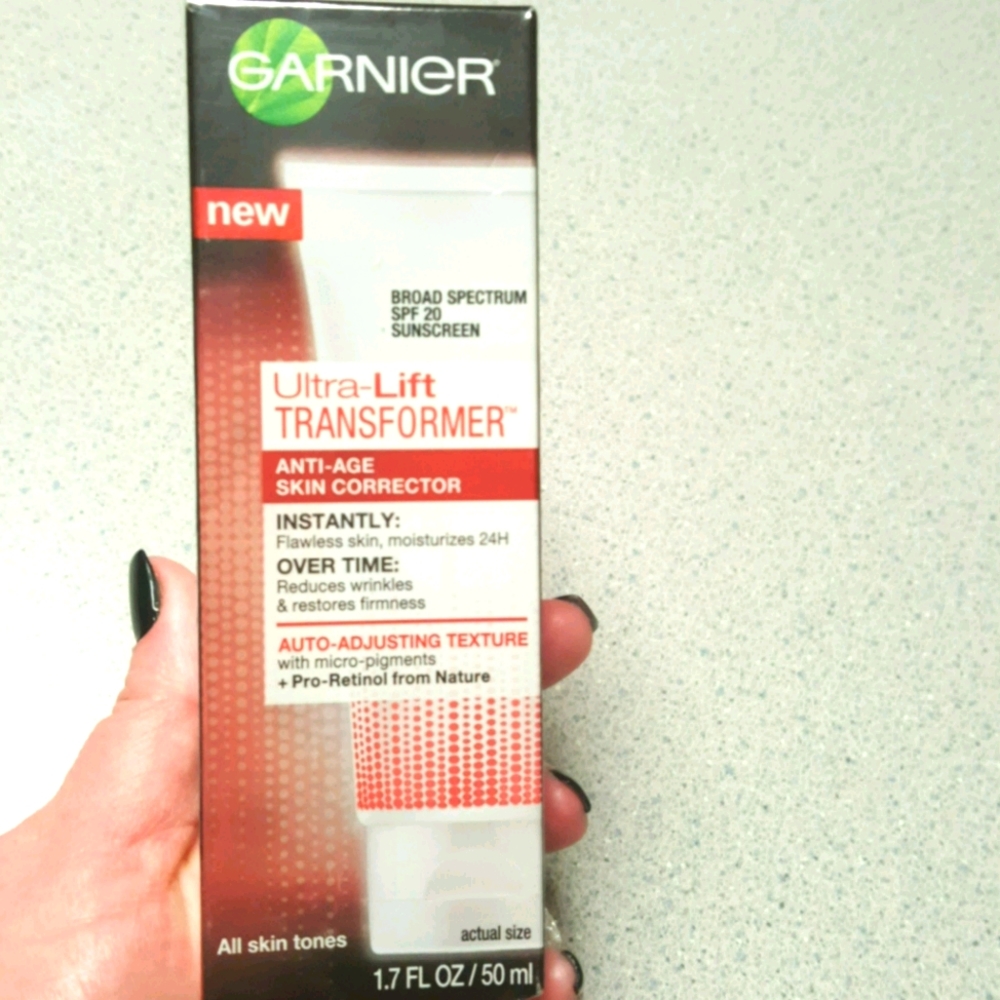 GARNIER®
new
BROAD SPECTRUM
SPF 20
SUNSCREEN
Ultra-Lift
TRANSFORMER™
ANTI-AGE
SKIN CORRECTOR
INSTANTLY:
Flawless skin, moisturizes 24H
OVER TIME:
Reduces wrinkles
& restores firmness
AUTO-ADJUSTING TEXTURE
with micro-pigments
+ Pro-Retinol from Nature
actual size
All skin tones
1.7 FL OZ / 50 ml